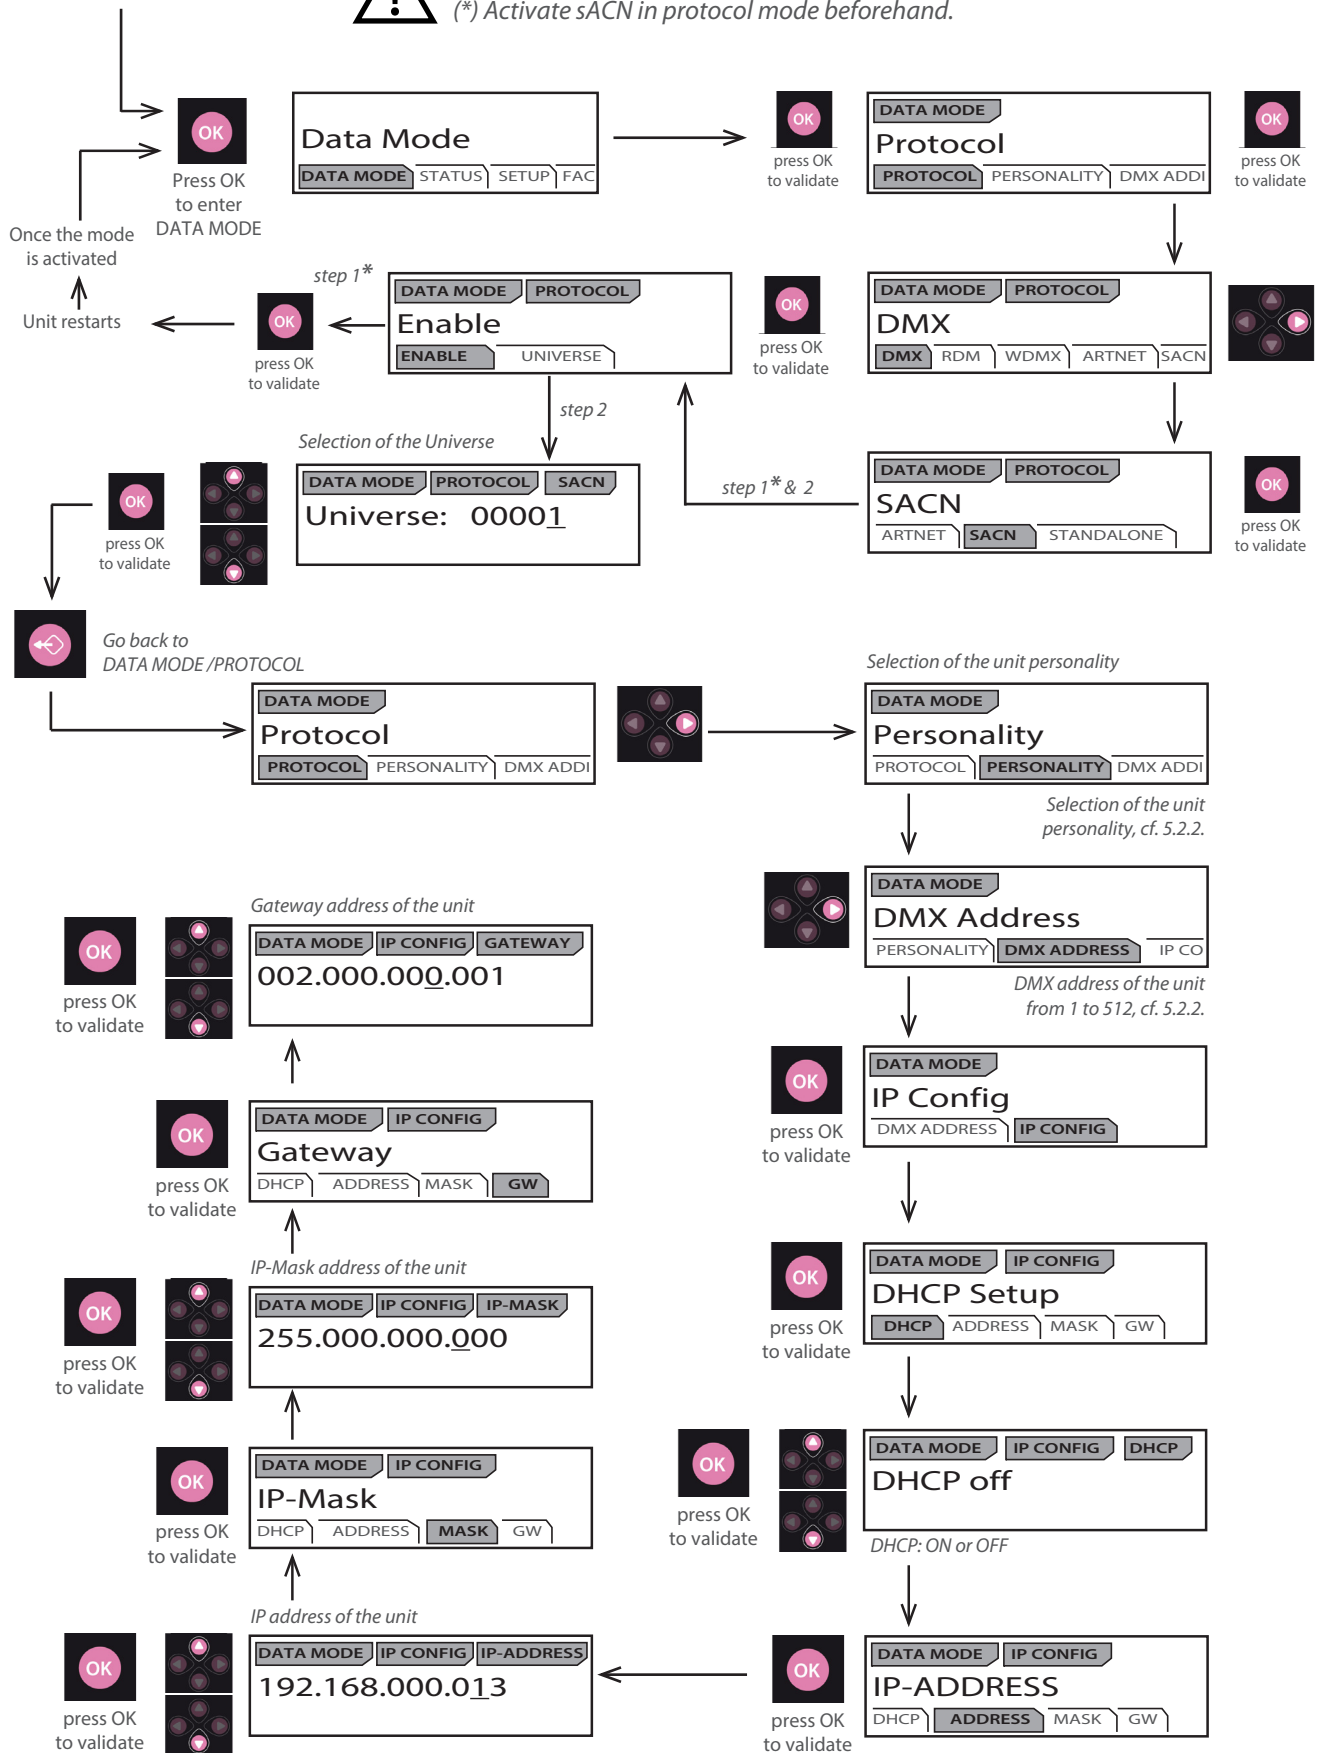 (*) Activate sACN in protocol mode beforehand.
OK
Press OK
to enter
DATA MODE
Data Mode
DATA MODE STATUS SETUP FAC
OK
press OK
to validate
DATA MODE
Protocol
PROTOCOL PERSONALITY DMX ADDI
OK
press OK
to validate
Once the mode
is activated
Unit restarts
OK
press OK
to validate
step 1*
DATA MODE PROTOCOL
Enable
ENABLE UNIVERSE
OK
press OK
to validate
DATA MODE PROTOCOL
DMX
DMX RDM WDMX ARTNET SACN
step 2
Selection of the Universe
OK
press OK
to validate
DATA MODE PROTOCOL SACN
Universe: 00001
step 1* & 2
DATA MODE PROTOCOL
SACN
ARTNET SACN STANDALONE
OK
press OK
to validate
Go back to
DATA MODE /PROTOCOL
DATA MODE
Protocol
PROTOCOL PERSONALITY DMX ADDI
Selection of the unit personality
DATA MODE
Personality
PROTOCOL PERSONALITY DMX ADDI
Selection of the unit
personality, cf. 5.2.2.
DATA MODE
DMX Address
PERSONALITY DMX ADDRESS IP CO
DMX address of the unit
from 1 to 512, cf. 5.2.2.
OK
press OK
to validate
DATA MODE
IP Config
DMX ADDRESS IP CONFIG
OK
press OK
to validate
DATA MODE IP CONFIG
DHCP Setup
DHCP ADDRESS MASK GW
OK
press OK
to validate
DATA MODE IP CONFIG DHCP
DHCP off
DHCP: ON or OFF
OK
press OK
to validate
DATA MODE IP CONFIG
IP-ADDRESS
DHCP ADDRESS MASK GW
IP address of the unit
OK
press OK
to validate
DATA MODE IP CONFIG IP-ADDRESS
192.168.000.013
OK
press OK
to validate
DATA MODE IP CONFIG
IP-Mask
DHCP ADDRESS MASK GW
IP-Mask address of the unit
OK
press OK
to validate
DATA MODE IP CONFIG IP-MASK
255.000.000.000
OK
press OK
to validate
DATA MODE IP CONFIG
Gateway
DHCP ADDRESS MASK GW
Gateway address of the unit
OK
press OK
to validate
DATA MODE IP CONFIG GATEWAY
002.000.000.001